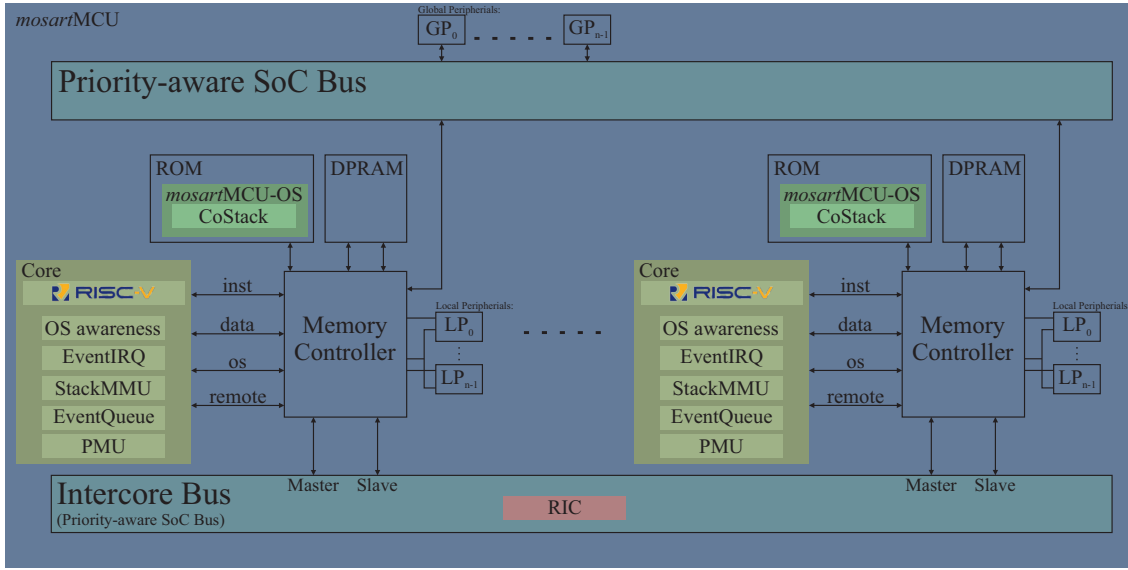 mosartMCU
Global Peripherials:
GP0
GPn-1
Priority-aware SoC Bus
ROM
mosartMCU-OS
CoStack
DPRAM
Core
RISC-V
OS awareness
EventIRQ
StackMMU
EventQueue
PMU
inst
data
os
remote
Memory
Controller
Local Peripherials:
LP0
LPn-1
ROM
mosartMCU-OS
CoStack
DPRAM
Core
RISC-V
OS awareness
EventIRQ
StackMMU
EventQueue
PMU
inst
data
os
remote
Memory
Controller
Local Peripherials:
LP0
LPn-1
Master Slave
Master Slave
Intercore Bus
(Priority-aware SoC Bus)
RIC